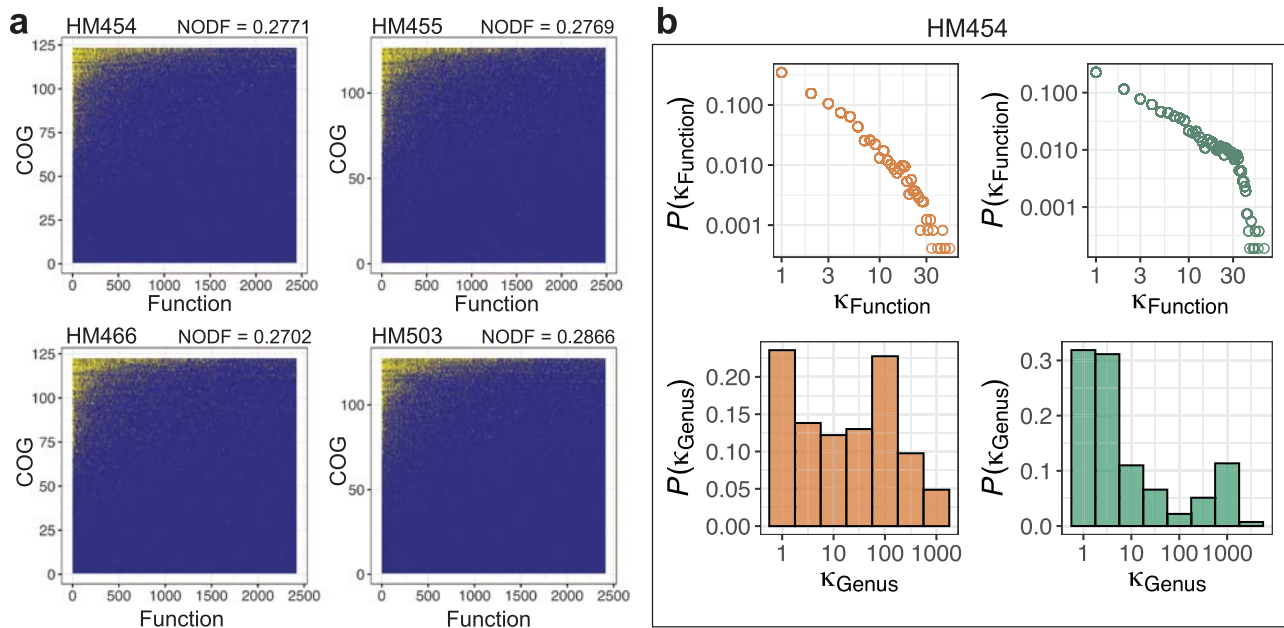 a
HM454 NODF = 0.2771
COG
125
100
75
50
25
0
0 500 1000 1500 2000 2500
Function
HM455 NODF = 0.2769
COG
100
50
0
0 500 1000 1500 2000 2500
Function
HM466 NODF = 0.2702
COG
125
100
75
50
25
0
0 500 1000 1500 2000 2500
Function
HM503 NODF = 0.2866
COG
100
50
0
0 500 1000 1500 2000 2500
Function
b
HM454
P(κFunction)
0.100
0.010
0.001
1 3 10 30
κFunction
P(κFunction)
0.100
0.010
0.001
1 3 10 30
κFunction
P(κGenus)
0.20
0.15
0.10
0.05
0.00
1 10 100 1000
κGenus
P(κGenus)
0.3
0.2
0.1
0.0
1 10 100 1000
κGenus